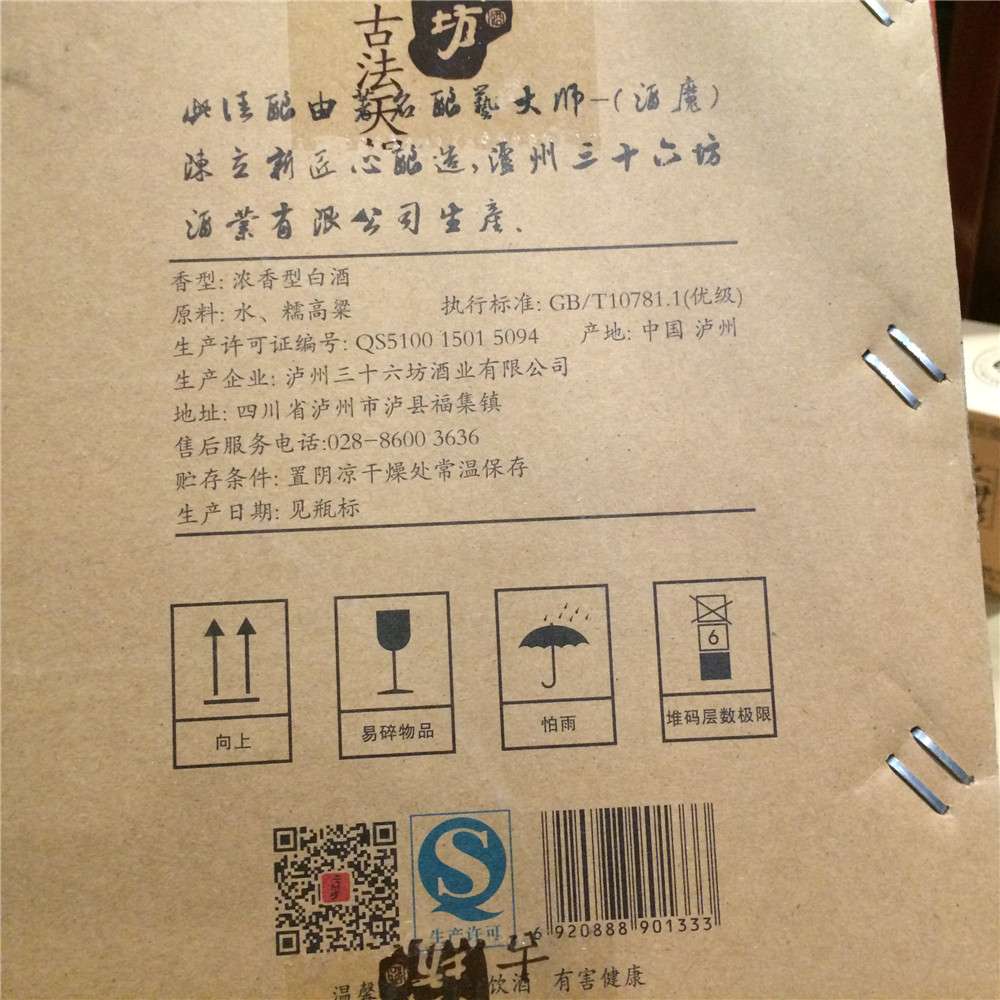 坊
古法天
此佳酿由著名酿艺大师-(酒魔)
陳立新匠心酿造,泸州三十六坊
酒業有限公司生産.
香型: 浓香型白酒
原料: 水、糯高粱 执行标准: GB/T10781.1(优级)
生产许可证编号: QS5100 1501 5094 产地: 中国 泸州
生产企业: 泸州三十六坊酒业有限公司
地址: 四川省泸州市泸县福集镇
售后服务电话:028-8600 3636
贮存条件: 置阴凉干燥处常温保存
生产日期: 见瓶标
6
向上 易碎物品 怕雨 堆码层数极限
S
生产许可
6 920888 901333
坊
温馨 饮酒 有害健康